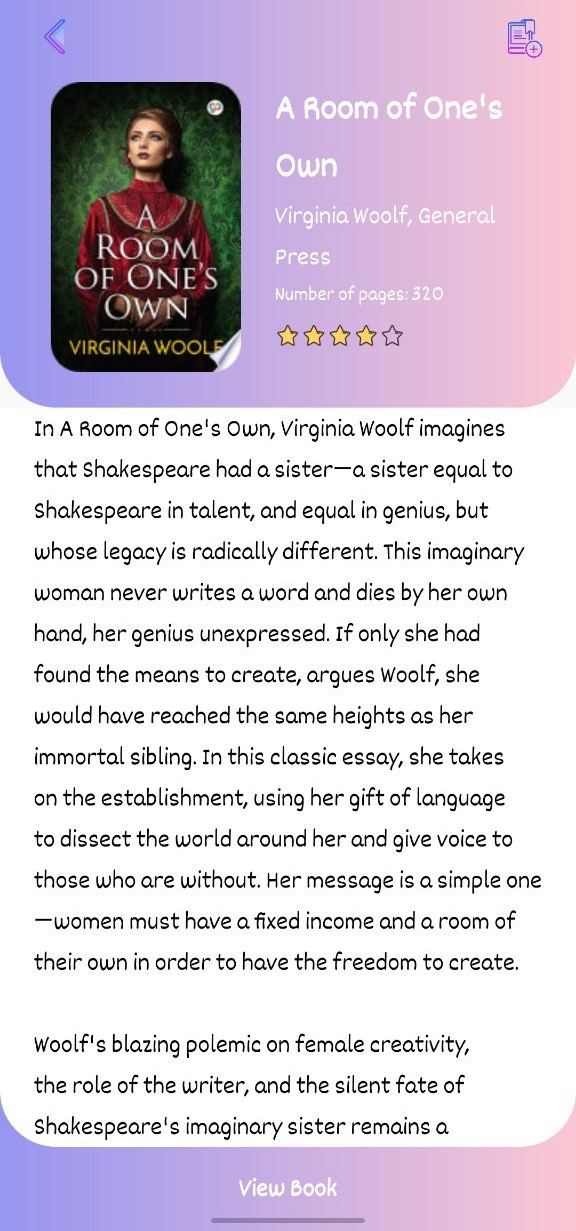 A Room of One's
Own
Virginia Woolf, General
Press
Number of pages: 320
A
ROOM
OF ONE'S
OWN
VIRGINIA WOOLF
In A Room of One's Own, Virginia Woolf imagines
that Shakespeare had a sister—a sister equal to
Shakespeare in talent, and equal in genius, but
whose legacy is radically different. This imaginary
woman never writes a word and dies by her own
hand, her genius unexpressed. If only she had
found the means to create, argues Woolf, she
would have reached the same heights as her
immortal sibling. In this classic essay, she takes
on the establishment, using her gift of language
to dissect the world around her and give voice to
those who are without. Her message is a simple one
—women must have a fixed income and a room of
their own in order to have the freedom to create.
Woolf's blazing polemic on female creativity,
the role of the writer, and the silent fate of
Shakespeare's imaginary sister remains a
View Book